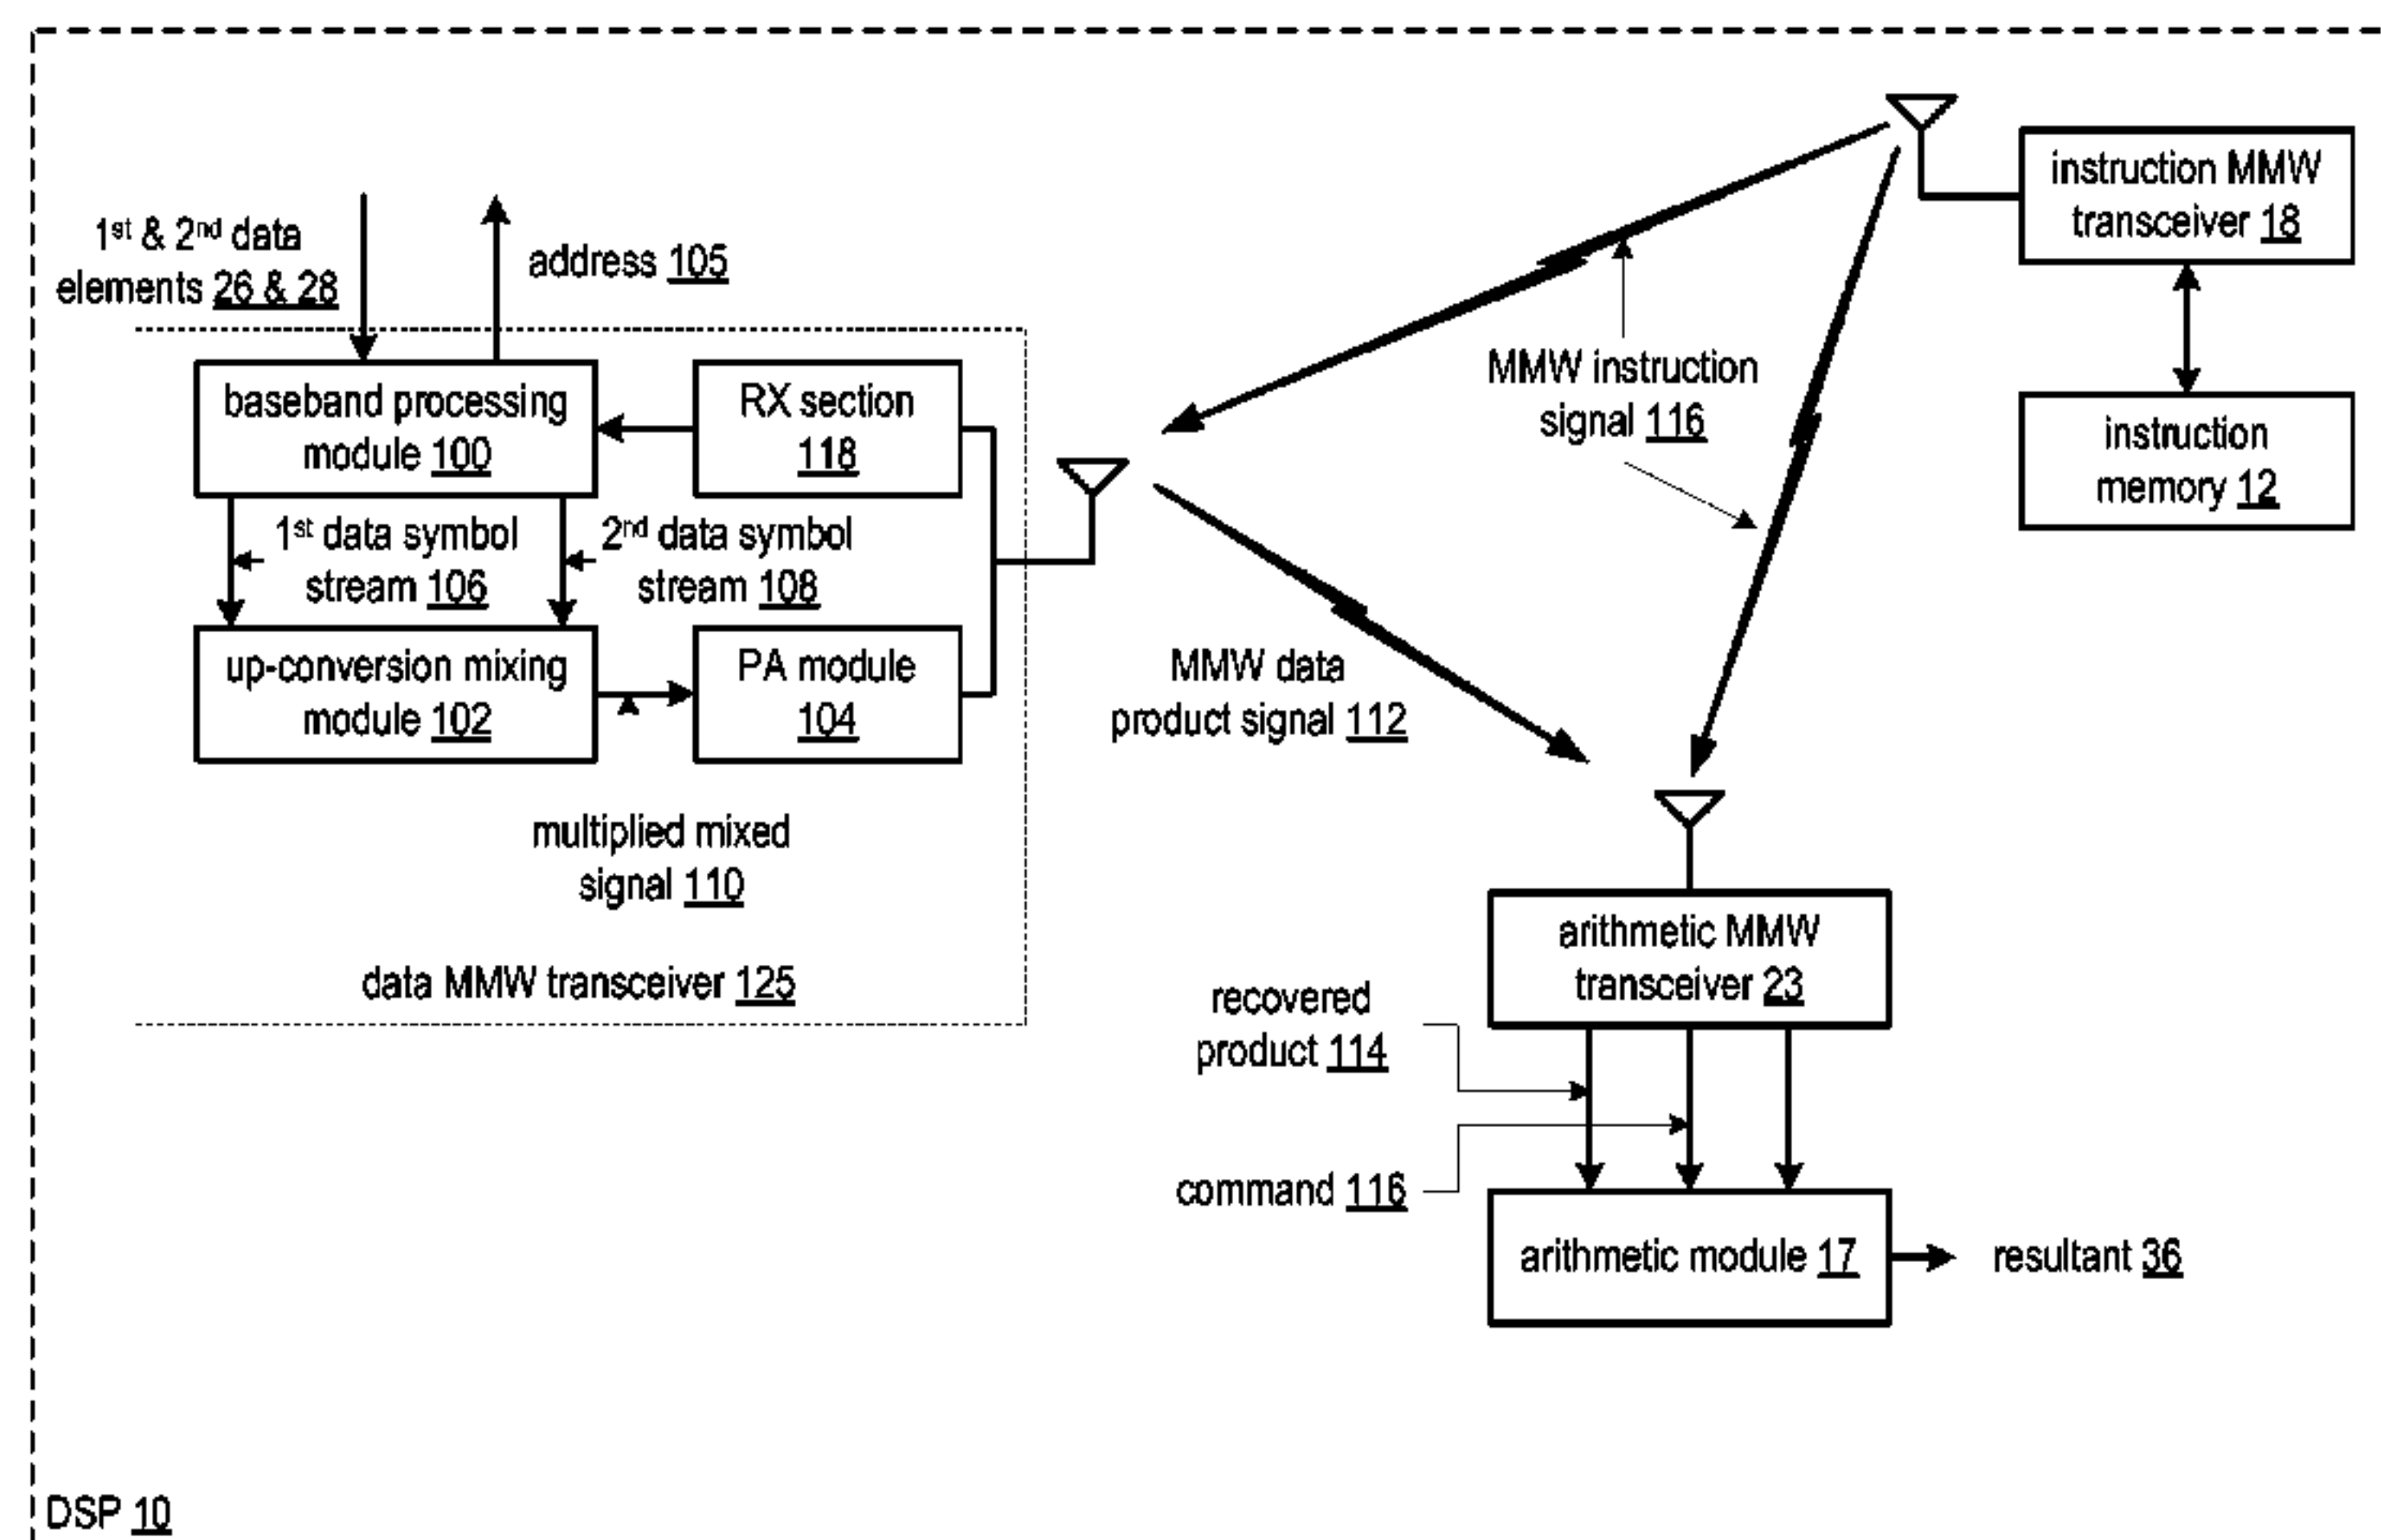 1st & 2nd data
elements 26 & 28
address 105
instruction MMW
transceiver 18
baseband processing
module 100
RX section
118
MMW instruction
signal 116
instruction
memory 12
1st data symbol
stream 106
2nd data symbol
stream 108
up-conversion mixing
module 102
PA module
104
MMW data
product signal 112
multiplied mixed
signal 110
data MMW transceiver 125
arithmetic MMW
transceiver 23
recovered
product 114
command 116
arithmetic module 17
resultant 36
DSP 10